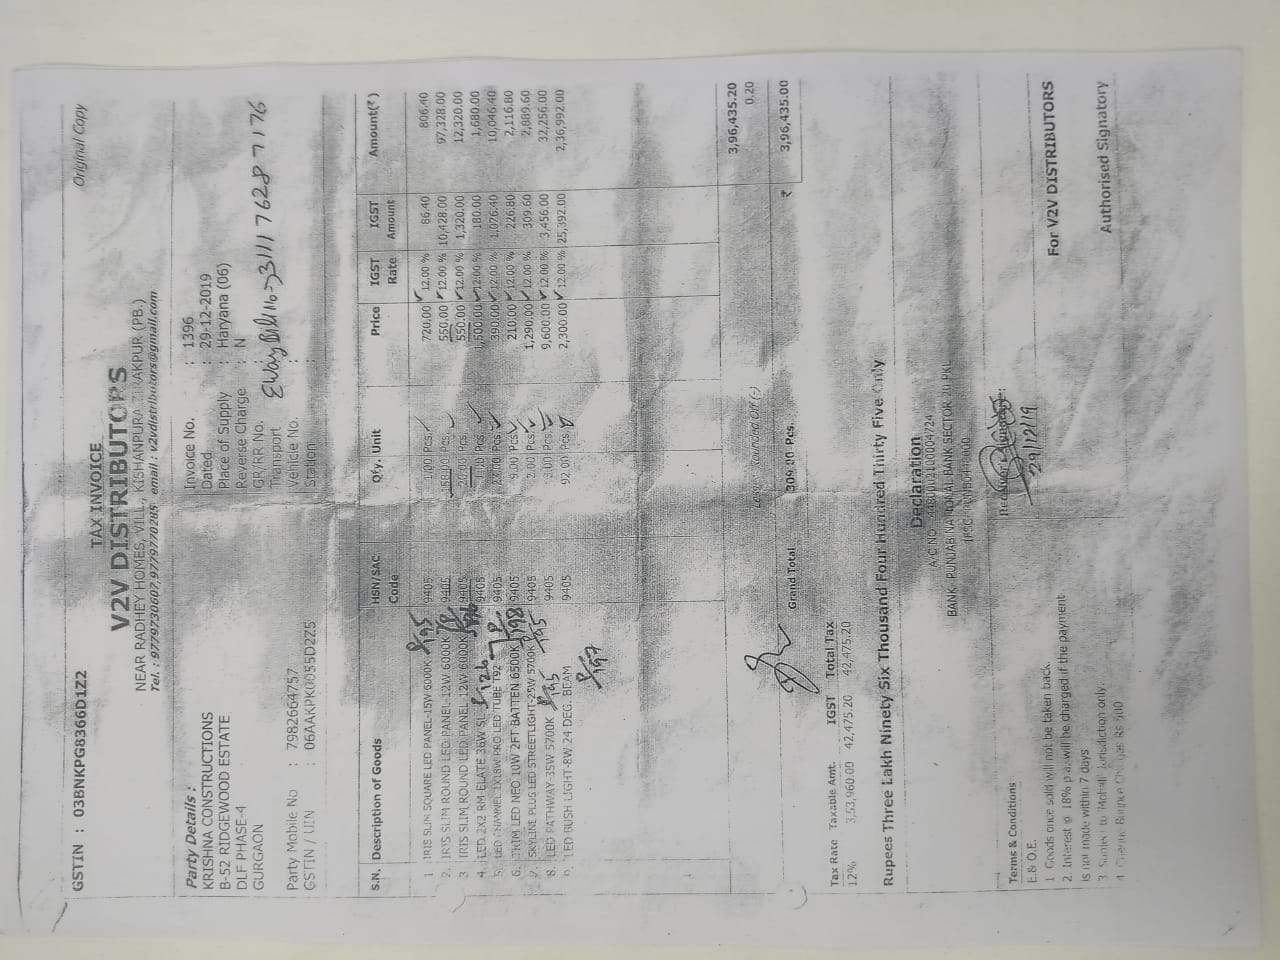 GSTIN : 03BNKPG8366D1Z2 Original Copy
TAX INVOICE
V2V DISTRIBUTORS
NEAR RADHEY HOMES, VILL., KISHANPURA ZIRAKPUR (PB.)
Tel. : 9779730607,9779770285 email : v2vdistributors@gmail.com
Party Details :
KRISHNA CONSTRUCTIONS
B-52 RIDGEWOOD ESTATE
DLF PHASE-4
GURGAON
Party Mobile No : 7982664757
GSTIN / UIN : 06AAKPK0055D2Z5
Invoice No. : 1396
Dated : 29-12-2019
Place of Supply : Haryana (06)
Reverse Charge : N
GR/RR No. :
Transport EWay Bill No → 311176287176
Vehicle No. :
Station :
S.N. Description of Goods HSN/SAC Code Qty. Unit Price IGST Rate IGST Amount Amount(₹)
1 IRIS SLIM SQUARE LED PANEL-15W 6000K P/195 9405 1.00 Pcs. 720.00 12.00 % 86.40 806.40
2. IRIS SLIM ROUND LED PANEL-12W 6000K 9405 158.00 Pcs. 550.00 12.00 % 10,428.00 97,328.00
3 IRIS SLIM ROUND LED PANEL-12W 6000K 9405 20.00 Pcs. 550.00 12.00 % 1,320.00 12,320.00
4. LED 2X2 RM-ELATE 36W SL P/126 9405 1.00 Pcs. 1,500.00 12.00 % 180.00 1,680.00
5. LED CHANNEL 1X18W PRO LED TUBE T92 9405 23.00 Pcs. 390.00 12.00 % 1,076.40 10,046.40
6. TRIM LED NEO 10W 2FT BATTEN 6500K P/198 9405 9.00 Pcs. 210.00 12.00 % 226.80 2,116.80
7. SKYLINE PLUS LED STREETLIGHT-25W 5700K P/195 9405 2.00 Pcs. 1,290.00 12.00 % 309.60 2,889.60
8. LED PATHWAY-35W 5700K P/195 9405 3.00 Pcs. 9,600.00 12.00 % 3,456.00 32,256.00
9. LED BUSH LIGHT-8W 24 DEG. BEAM 9405 92.00 Pcs. 2,300.00 12.00 % 25,392.00 2,36,992.00
P/197
3,96,435.20
Less : Rounded Off (-) 0.20
Grand Total 309.00 Pcs. ₹ 3,96,435.00
Tax Rate Taxable Amt. IGST Total Tax
12% 3,53,960.00 42,475.20 42,475.20
Rupees Three Lakh Ninety Six Thousand Four Hundred Thirty Five Only
Declaration
A/C NO 4480002100004724
BANK PUNJAB NATIONAL BANK SECTOR 20 PKL
IFSC PUNB0448000
Terms & Conditions
E.& O.E.
1 Goods once sold will not be taken back.
2. Interest @ 18% p.a. will be charged if the payment
is not made within 7 days
3 Subject to 'Mohali' Jurisdiction only.
4 Cheque Bounce Charges Rs 500
Receiver's Signature :
29/12/19
For V2V DISTRIBUTORS
Authorised Signatory